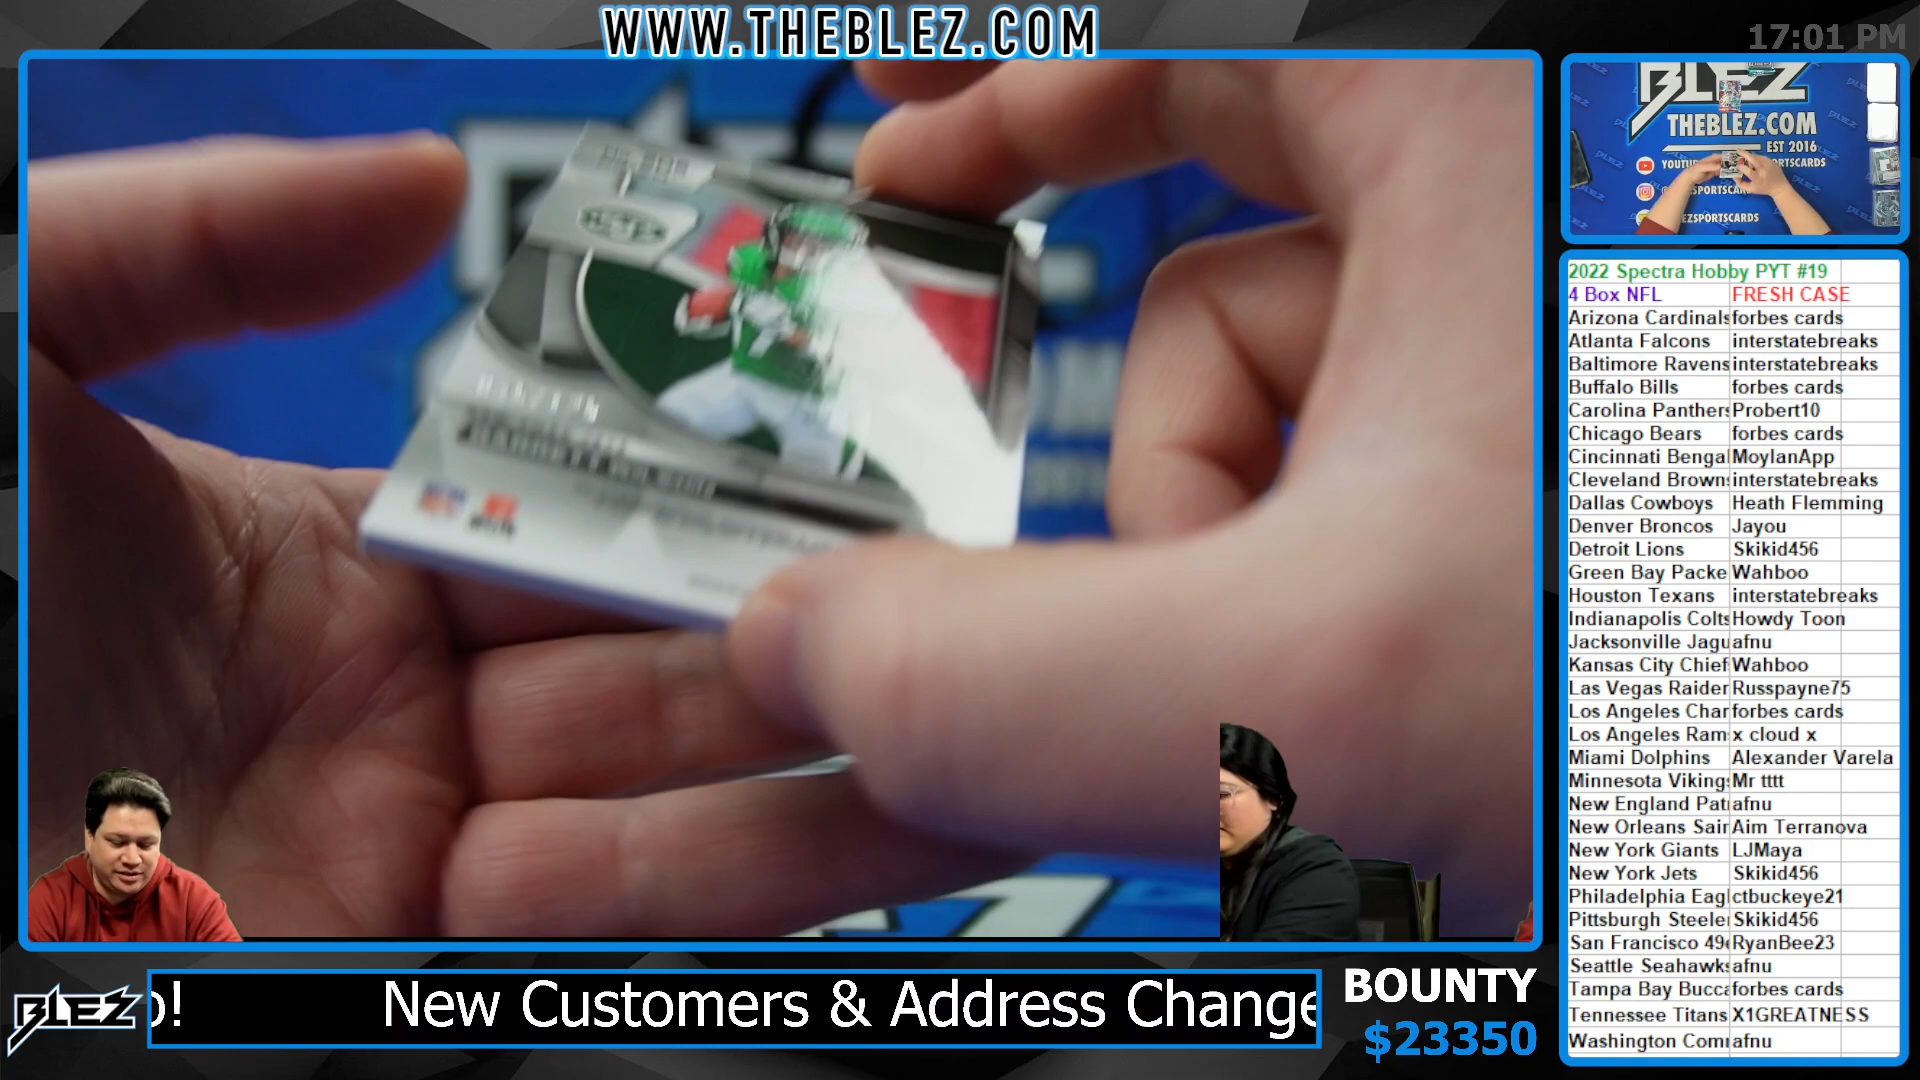 WWW.THEBLEZ.COM
17:01 PM
BLEZ
THEBLEZ.COM
EST 2016
2022 Spectra Hobby PYT #19
4 Box NFL FRESH CASE
Arizona Cardinals forbes cards
Atlanta Falcons interstatebreaks
Baltimore Ravens interstatebreaks
Buffalo Bills forbes cards
Carolina Panthers Probert10
Chicago Bears forbes cards
Cincinnati Bengal MoylanApp
Cleveland Browns interstatebreaks
Dallas Cowboys Heath Flemming
Denver Broncos Jayou
Detroit Lions Skikid456
Green Bay Packe Wahboo
Houston Texans interstatebreaks
Indianapolis Colts Howdy Toon
Jacksonville Jagu afnu
Kansas City Chief Wahboo
Las Vegas Raider Russpayne75
Los Angeles Char forbes cards
Los Angeles Ram x cloud x
Miami Dolphins Alexander Varela
Minnesota Viking Mr tttt
New England Pat afnu
New Orleans Sain Aim Terranova
New York Giants LJMaya
New York Jets Skikid456
Philadelphia Eagl ctbuckeye21
Pittsburgh Steele Skikid456
San Francisco 49e RyanBee23
Seattle Seahawks afnu
Tampa Bay Bucca forbes cards
Tennessee Titans X1GREATNESS
Washington Com afnu
BLEZ
o! New Customers & Address Change
BOUNTY
$23350